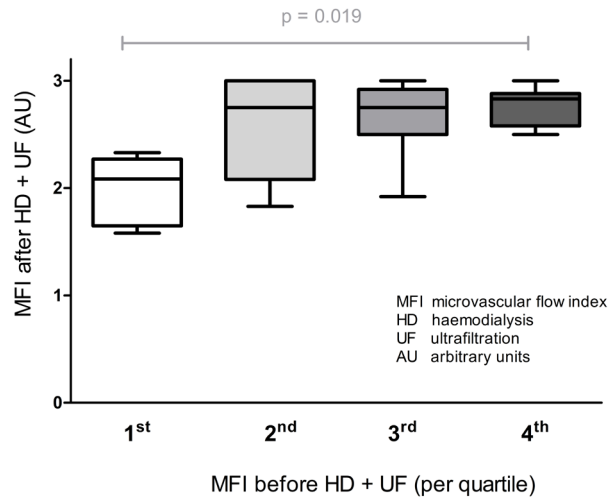 p = 0.019
MFI after HD + UF (AU)
3
2
1
0
MFI microvascular flow index
HD haemodialysis
UF ultrafiltration
AU arbitrary units
1st 2nd 3rd 4th
MFI before HD + UF (per quartile)